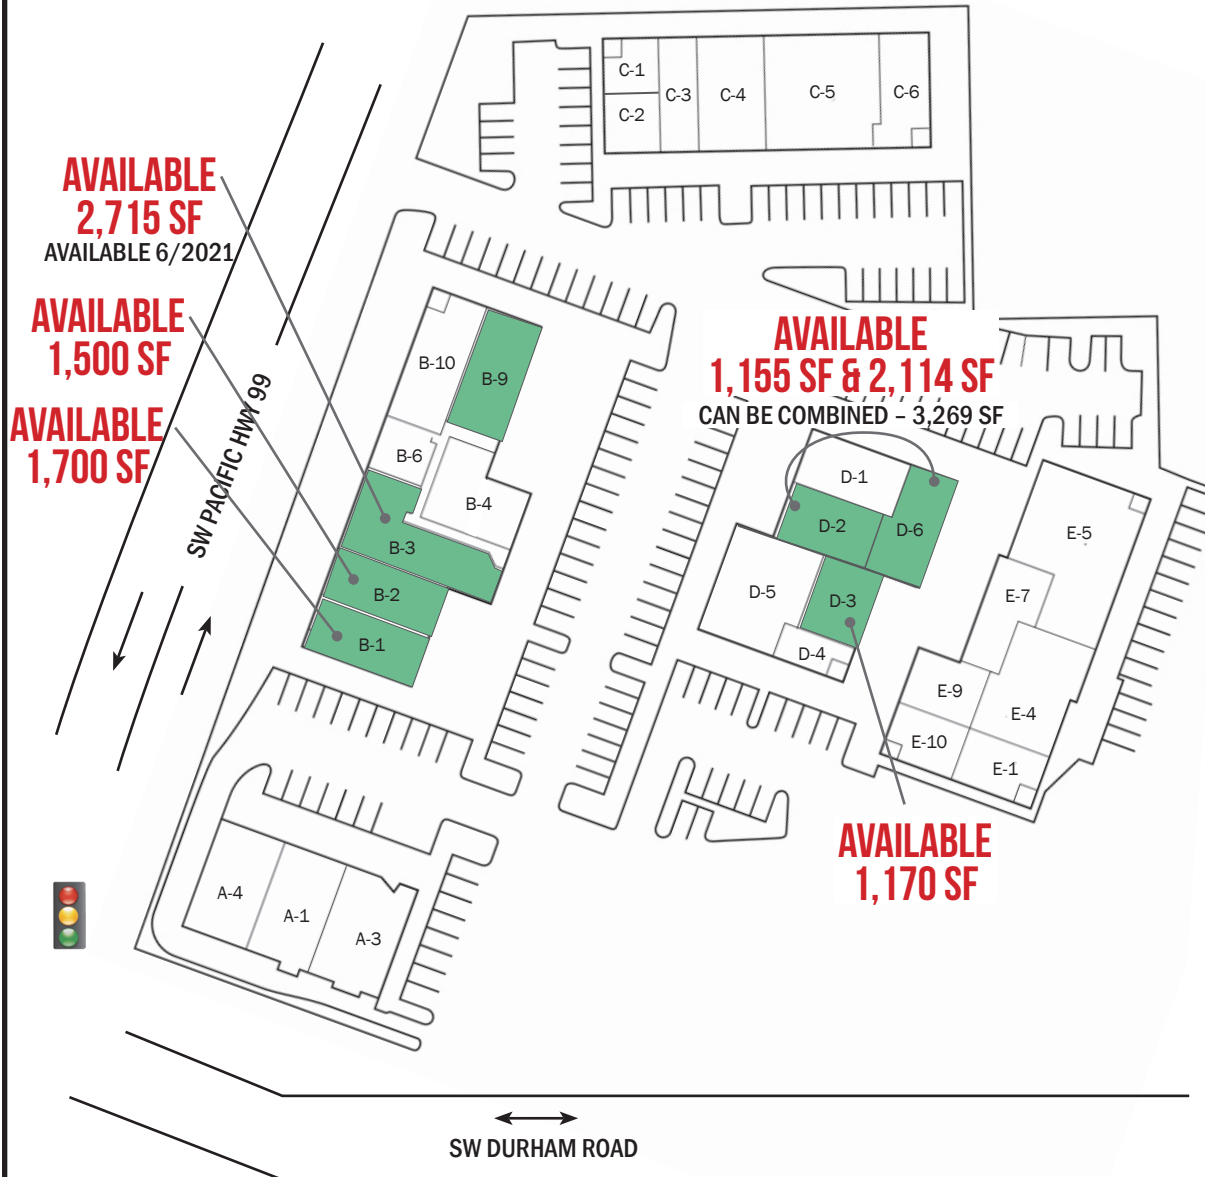 C-1
C-2
C-3
C-4
C-5
C-6
AVAILABLE
2,715 SF
AVAILABLE 6/2021
AVAILABLE
1,500 SF
AVAILABLE
1,700 SF
SW PACIFIC HWY 99
B-10
B-9
B-6
B-4
B-3
B-2
B-1
AVAILABLE
1,155 SF & 2,114 SF
CAN BE COMBINED – 3,269 SF
D-1
D-2
D-6
D-5
D-3
D-4
E-5
E-7
E-9
E-4
E-10
E-1
AVAILABLE
1,170 SF
A-4
A-1
A-3
SW DURHAM ROAD